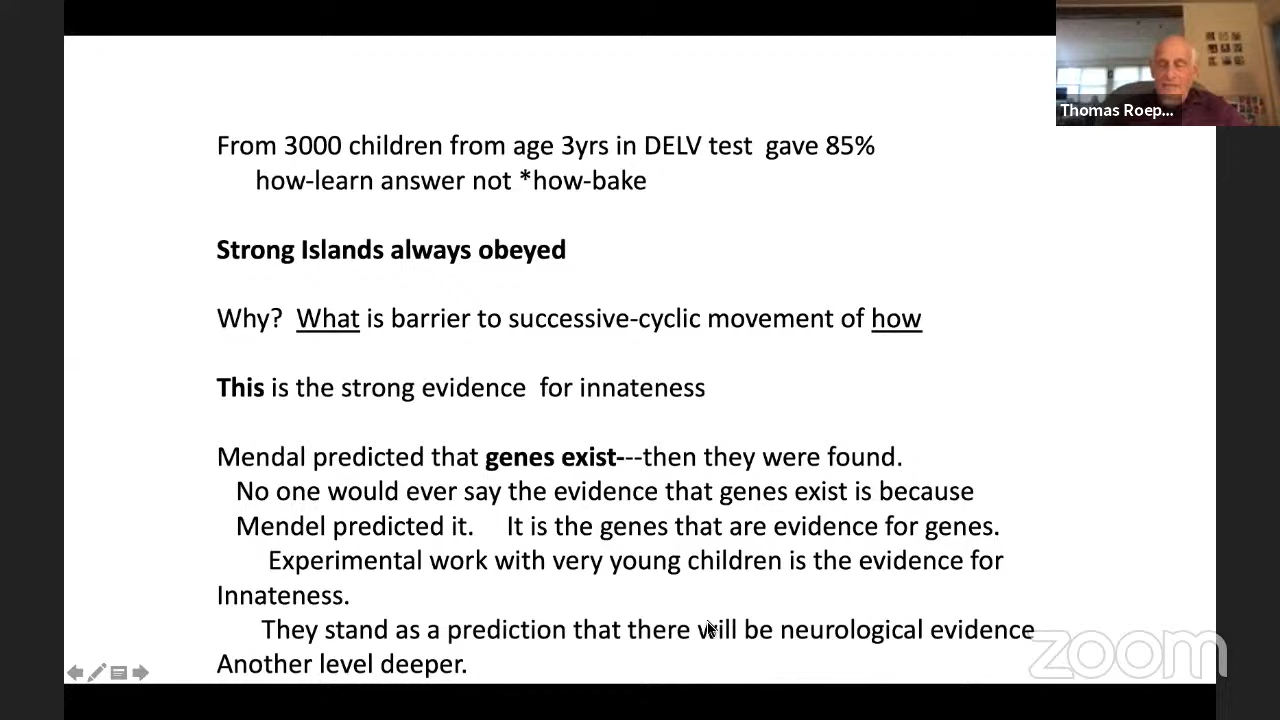 Thomas Roep...
From 3000 children from age 3yrs in DELV test  gave 85%
how-learn answer not *how-bake
Strong Islands always obeyed
Why?  What is barrier to successive-cyclic movement of how
This is the strong evidence  for innateness
Mendal predicted that genes exist---then they were found.
No one would ever say the evidence that genes exist is because
Mendel predicted it.    It is the genes that are evidence for genes.
Experimental work with very young children is the evidence for
Innateness.
They stand as a prediction that there will be neurological evidence
Another level deeper.
zoom